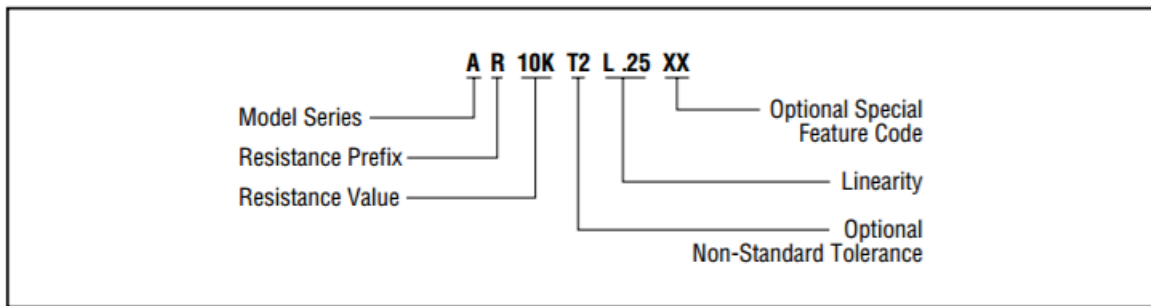 A R 10K T2 L .25 XX
Model Series
Resistance Prefix
Resistance Value
Optional Special
Feature Code
Linearity
Optional
Non-Standard Tolerance